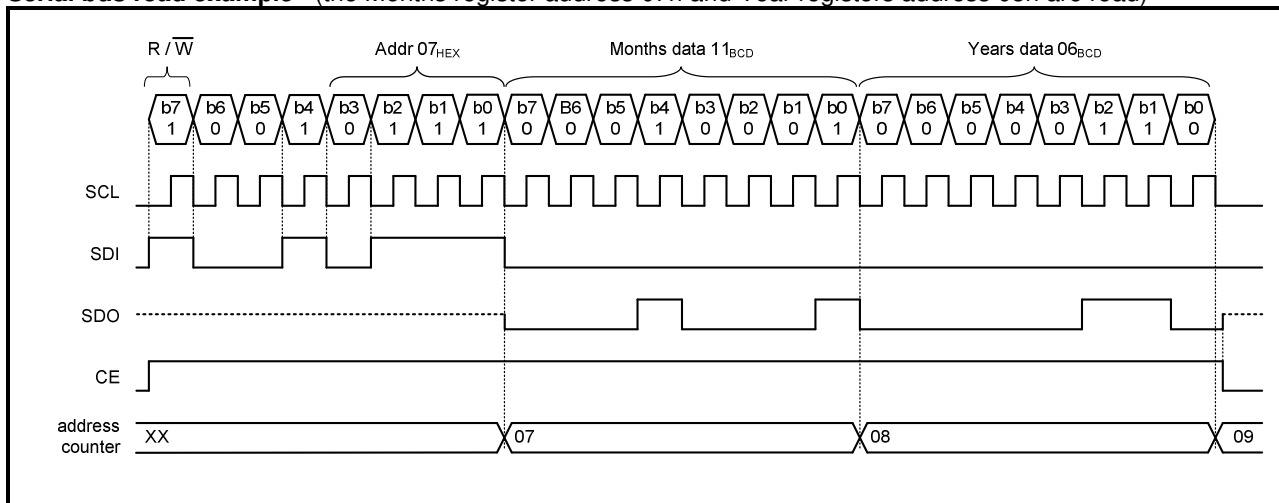 Serial bus read example (the Months register address 07h and Year registers address 08h are read)
R / W Addr 07HEX Months data 11BCD Years data 06BCD
b7 b6 b5 b4 b3 b2 b1 b0 b7 B6 b5 b4 b3 b2 b1 b0 b7 b6 b5 b4 b3 b2 b1 b0
1 0 0 1 0 1 1 1 0 0 0 1 0 0 0 1 0 0 0 0 0 1 1 0
SCL
SDI
SDO
CE
address
counter
XX 07 08 09